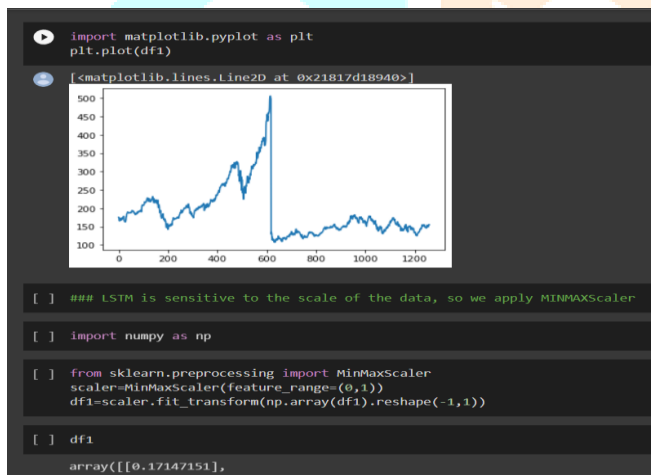 import matplotlib.pyplot as plt
plt.plot(df1)
[<matplotlib.lines.Line2D at 0x21817d18940>]
500
450
400
350
300
250
200
150
100
0 200 400 600 800 1000 1200
[ ] ### LSTM is sensitive to the scale of the data, so we apply MINMAXScaler
[ ] import numpy as np
[ ] from sklearn.preprocessing import MinMaxScaler
scaler=MinMaxScaler(feature_range=(0,1))
df1=scaler.fit_transform(np.array(df1).reshape(-1,1))
[ ] df1
array([[0.17147151],